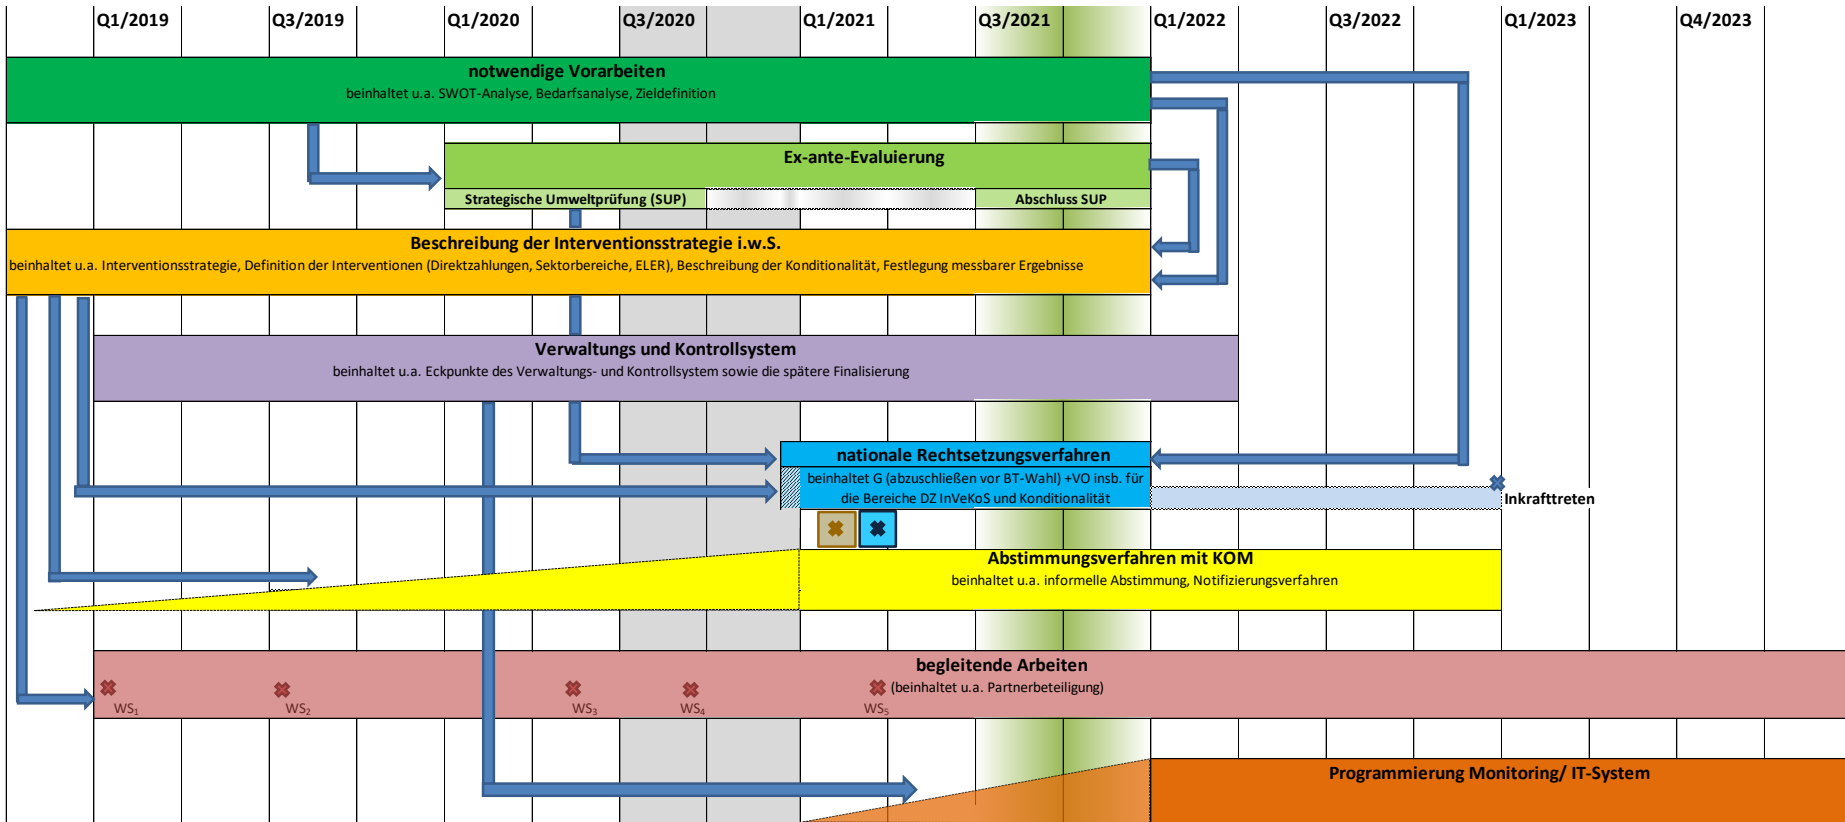 Q1/2019 Q3/2019 Q1/2020 Q3/2020 Q1/2021 Q3/2021 Q1/2022 Q3/2022 Q1/2023 Q4/2023
notwendige Vorarbeiten
beinhaltet u.a. SWOT-Analyse, Bedarfsanalyse, Zieldefinition
Ex-ante-Evaluierung
Strategische Umweltprüfung (SUP) Abschluss SUP
Beschreibung der Interventionsstrategie i.w.S.
beinhaltet u.a. Interventionsstrategie, Definition der Interventionen (Direktzahlungen, Sektorbereiche, ELER), Beschreibung der Konditionalität, Festlegung messbarer Ergebnisse
Verwaltungs und Kontrollsystem
beinhaltet u.a. Eckpunkte des Verwaltungs- und Kontrollsystem sowie die spätere Finalisierung
nationale Rechtsetzungsverfahren
beinhaltet G (abzuschließen vor BT-Wahl) +VO insb. für
die Bereiche DZ InVeKoS und Konditionalität
Inkrafttreten
Abstimmungsverfahren mit KOM
beinhaltet u.a. informelle Abstimmung, Notifizierungsverfahren
begleitende Arbeiten
(beinhaltet u.a. Partnerbeteiligung)
WS₁ WS₂ WS₃ WS₄ WS₅
Programmierung Monitoring/ IT-System